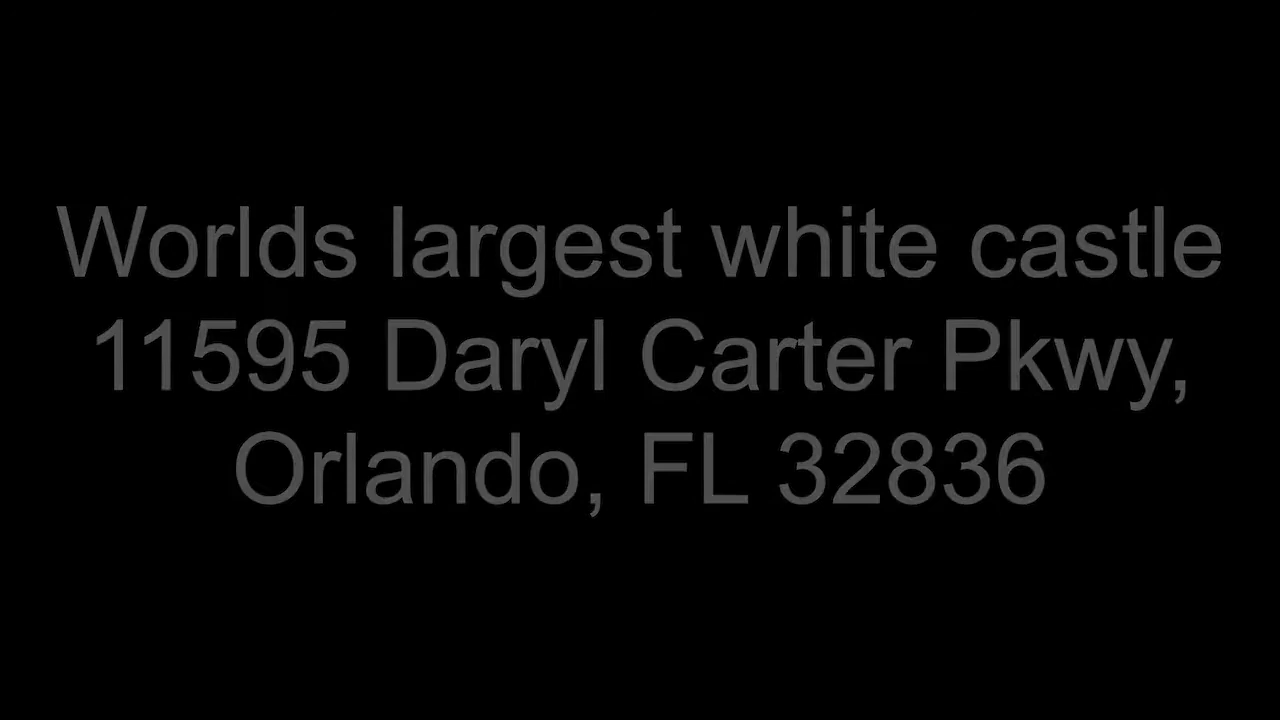 Worlds largest white castle
11595 Daryl Carter Pkwy,
Orlando, FL 32836